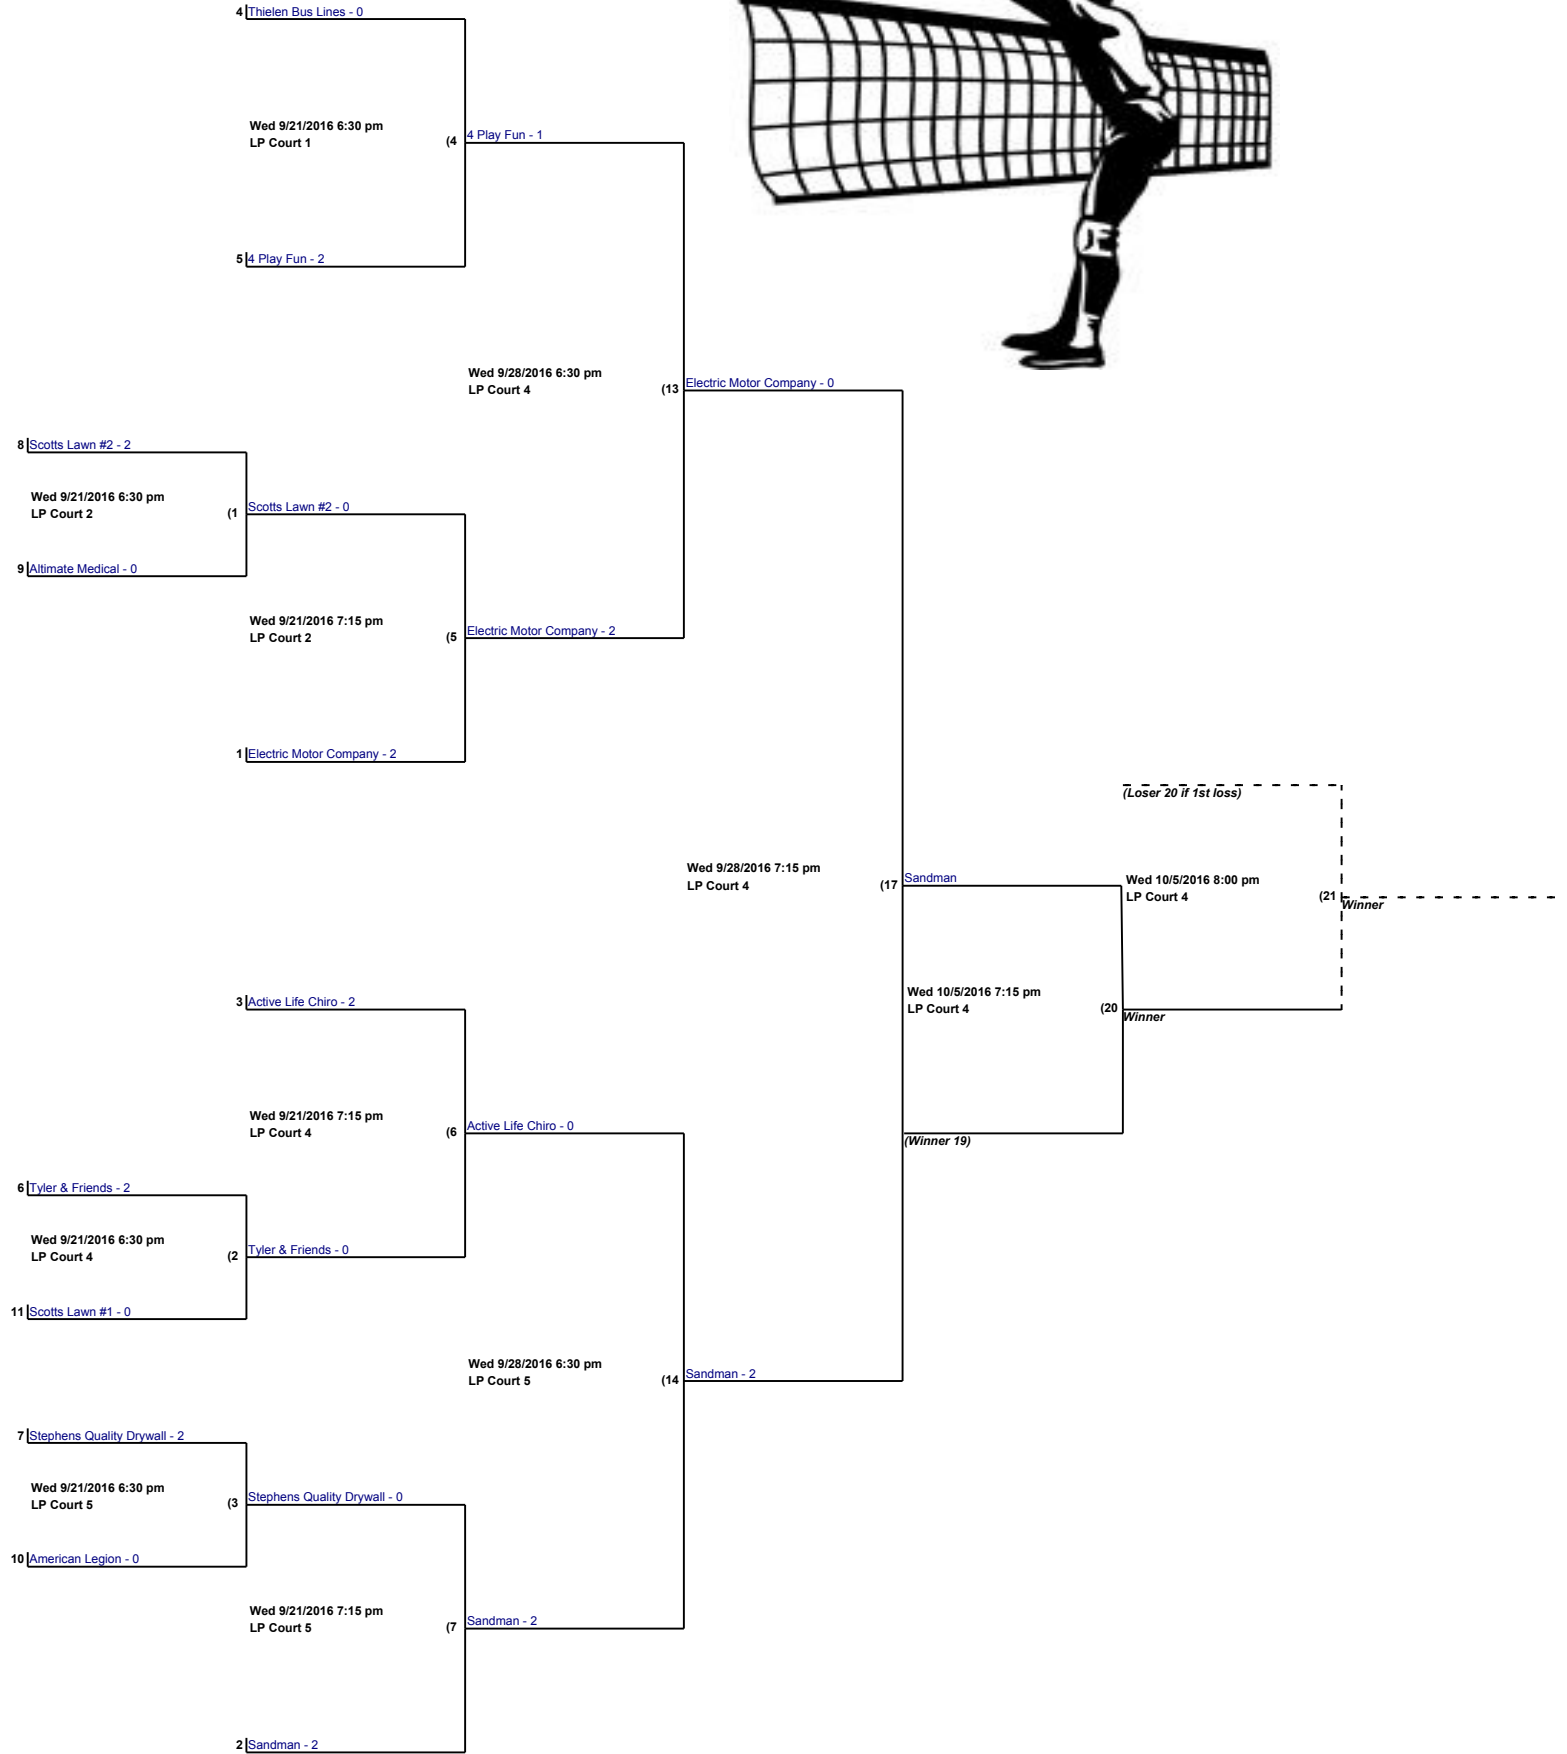 4 Thielen Bus Lines - 0
Wed 9/21/2016 6:30 pm
LP Court 1
(4
4 Play Fun - 1
5 4 Play Fun - 2
Wed 9/28/2016 6:30 pm
LP Court 4
(13
Electric Motor Company - 0
8 Scotts Lawn #2 - 2
Wed 9/21/2016 6:30 pm
LP Court 2
(1
Scotts Lawn #2 - 0
9 Altimate Medical - 0
Wed 9/21/2016 7:15 pm
LP Court 2
(5
Electric Motor Company - 2
1 Electric Motor Company - 2
(Loser 20 if 1st loss)
Wed 9/28/2016 7:15 pm
LP Court 4
(17
Sandman
Wed 10/5/2016 8:00 pm
LP Court 4
(21
Winner
3 Active Life Chiro - 2
Wed 10/5/2016 7:15 pm
LP Court 4
(20
Winner
Wed 9/21/2016 7:15 pm
LP Court 4
(6
Active Life Chiro - 0
(Winner 19)
6 Tyler & Friends - 2
Wed 9/21/2016 6:30 pm
LP Court 4
(2
Tyler & Friends - 0
11 Scotts Lawn #1 - 0
Wed 9/28/2016 6:30 pm
LP Court 5
(14
Sandman - 2
7 Stephens Quality Drywall - 2
Wed 9/21/2016 6:30 pm
LP Court 5
(3
Stephens Quality Drywall - 0
10 American Legion - 0
Wed 9/21/2016 7:15 pm
LP Court 5
(7
Sandman - 2
2 Sandman - 2